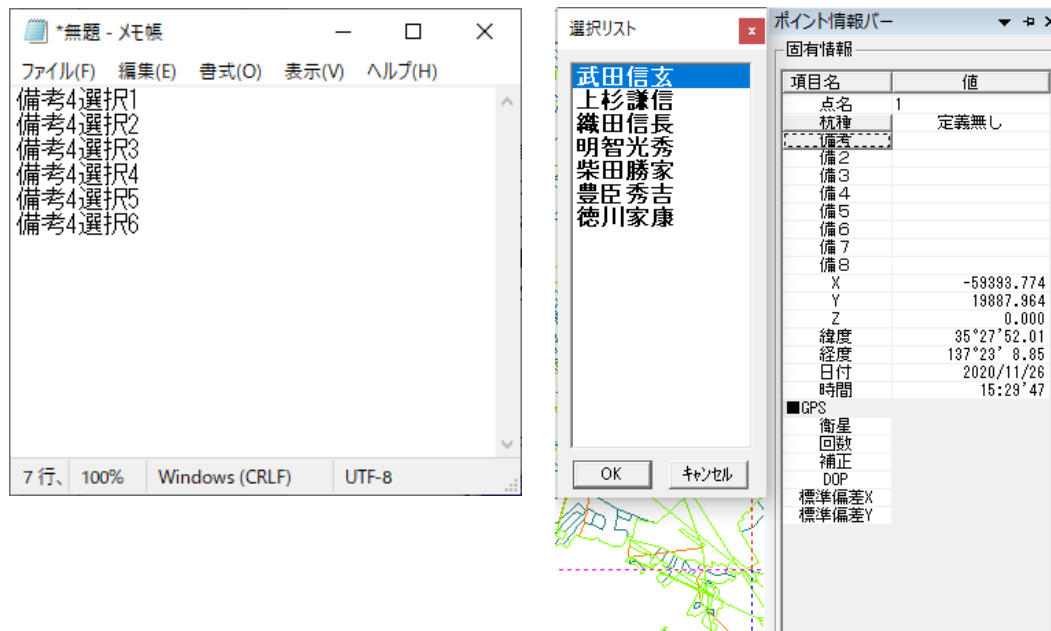 *無題 - メモ帳
ファイル(F) 編集(E) 書式(O) 表示(V) ヘルプ(H)
備考4選択1
備考4選択2
備考4選択3
備考4選択4
備考4選択5
備考4選択6
7 行、 100% Windows (CRLF) UTF-8
選択リスト
武田信玄
上杉謙信
織田信長
明智光秀
柴田勝家
豊臣秀吉
徳川家康
OK キャンセル
ポイント情報バー
固有情報
項目名 値
点名 1
杭種 定義無し
備考
備2
備3
備4
備5
備6
備7
備8
X -59393.774
Y 19887.964
Z 0.000
緯度 35°27'52.01
経度 137°23' 8.85
日付 2020/11/26
時間 15:29'47
■GPS
衛星
回数
補正
DOP
標準偏差X
標準偏差Y